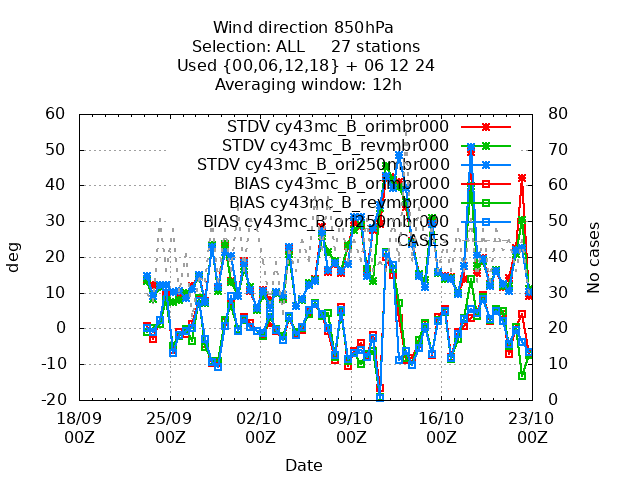 Wind direction 850hPa
Selection: ALL 27 stations
Used {00,06,12,18} + 06 12 24
Averaging window: 12h
60 80
50 70
40 60
30 50
20 40
10 30
0 20
-10 10
-20 0
STDV cy43mc_B_orimbr000
STDV cy43mc_B_revmbr000
STDV cy43mc_B_ori250mbr000
BIAS cy43mc_B_orimbr000
BIAS cy43mc_B_revmbr000
BIAS cy43mc_B_ori250mbr000
CASES
deg
No cases
18/09 25/09 02/10 09/10 16/10 23/10
00Z 00Z 00Z 00Z 00Z 00Z
Date